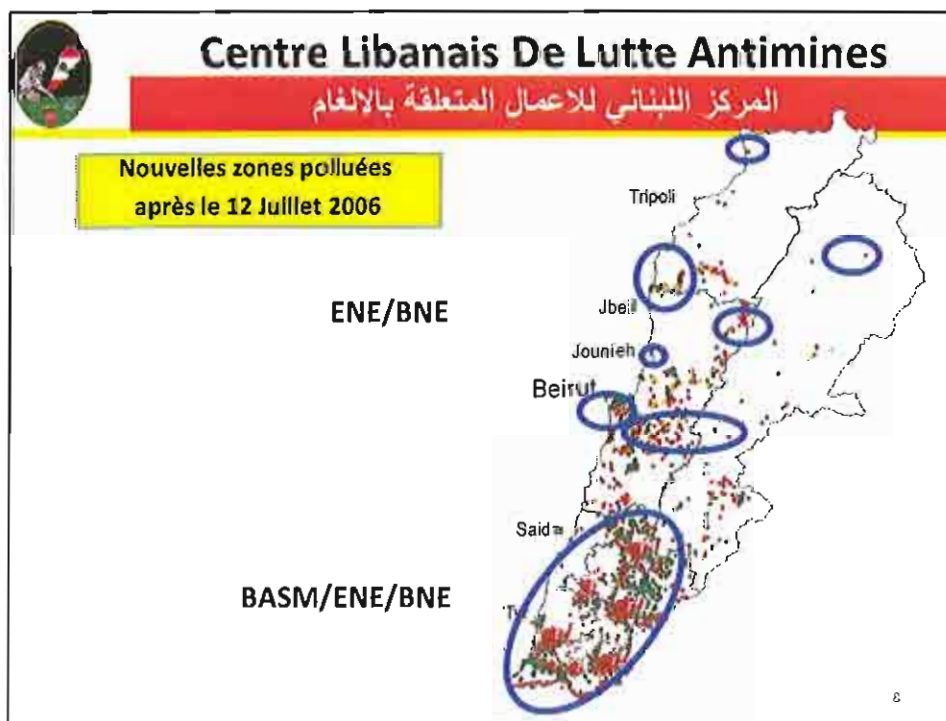 Centre Libanais De Lutte Antimines
المركز اللبناني للاعمال المتعلقة بالالغام
Nouvelles zones polluées
après le 12 Juillet 2006
Tripoli
ENE/BNE
Jbeil
Jounieh
Beirut
Saida
BASM/ENE/BNE
٤